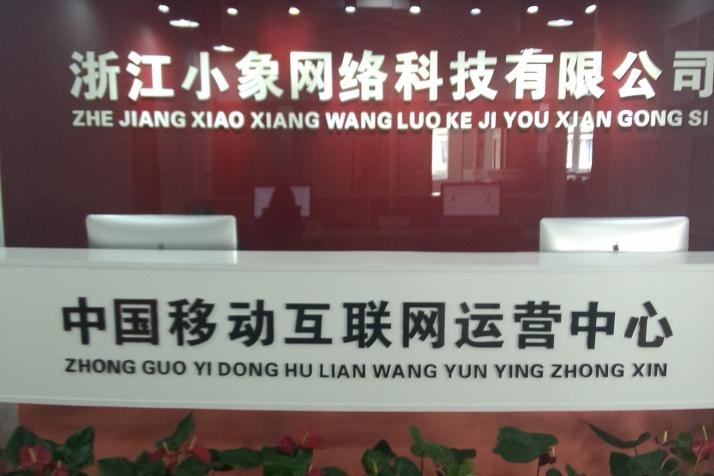 浙江小象网络科技有限公司
ZHE JIANG XIAO XIANG WANG LUO KE JI YOU XIAN GONG SI
中国移动互联网运营中心
ZHONG GUO YI DONG HU LIAN WANG YUN YING ZHONG XIN